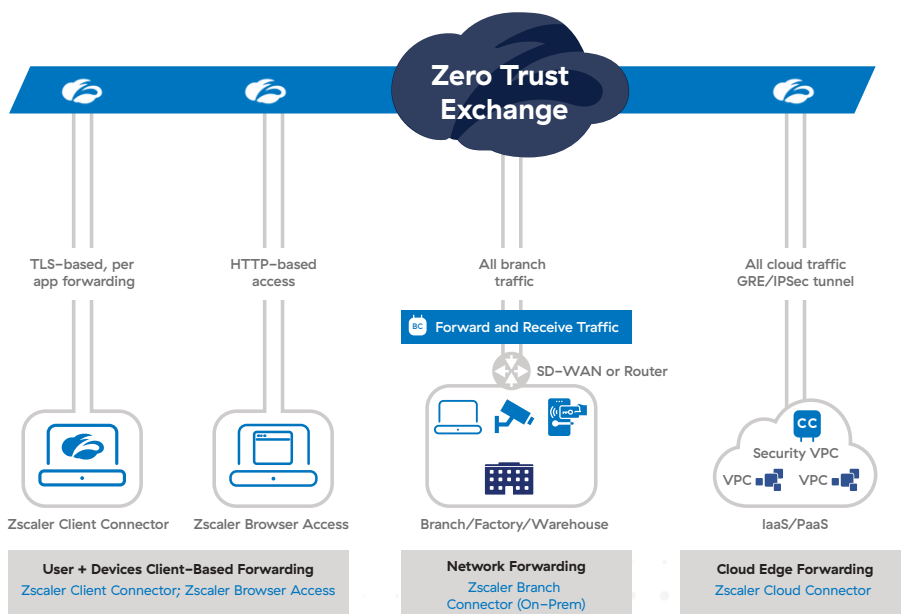 Zero Trust
Exchange
TLS-based, per
app forwarding
HTTP-based
access
All branch
traffic
All cloud traffic
GRE/IPSec tunnel
BC Forward and Receive Traffic
SD-WAN or Router
CC
Security VPC
VPC
VPC
Zscaler Client Connector
Zscaler Browser Access
Branch/Factory/Warehouse
IaaS/PaaS
User + Devices Client-Based Forwarding
Zscaler Client Connector; Zscaler Browser Access
Network Forwarding
Zscaler Branch
Connector (On-Prem)
Cloud Edge Forwarding
Zscaler Cloud Connector